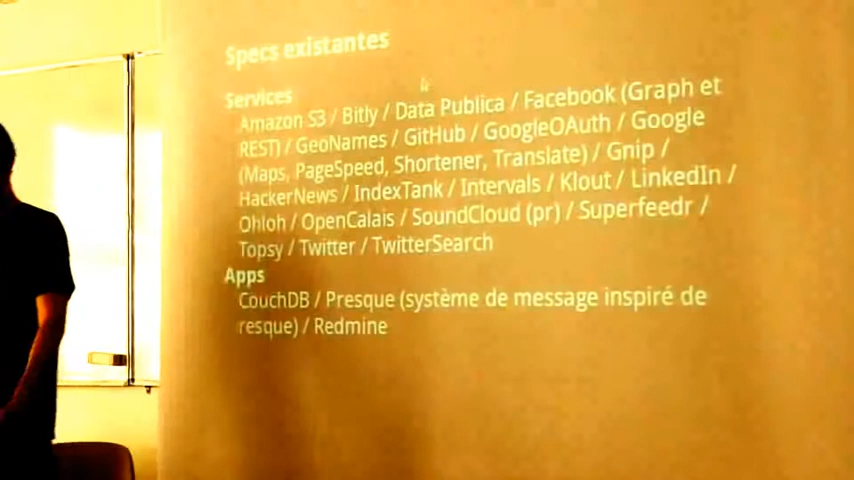 Specs existantes
Services
Amazon S3 / Bitly / Data Publica / Facebook (Graph et
REST) / GeoNames / GitHub / GoogleOAuth / Google
(Maps, PageSpeed, Shortener, Translate) / Gnip /
HackerNews / IndexTank / Intervals / Klout / LinkedIn /
Ohloh / OpenCalais / SoundCloud (pr) / Superfeedr /
Topsy / Twitter / TwitterSearch
Apps
CouchDB / Presque (système de message inspiré de
resque) / Redmine